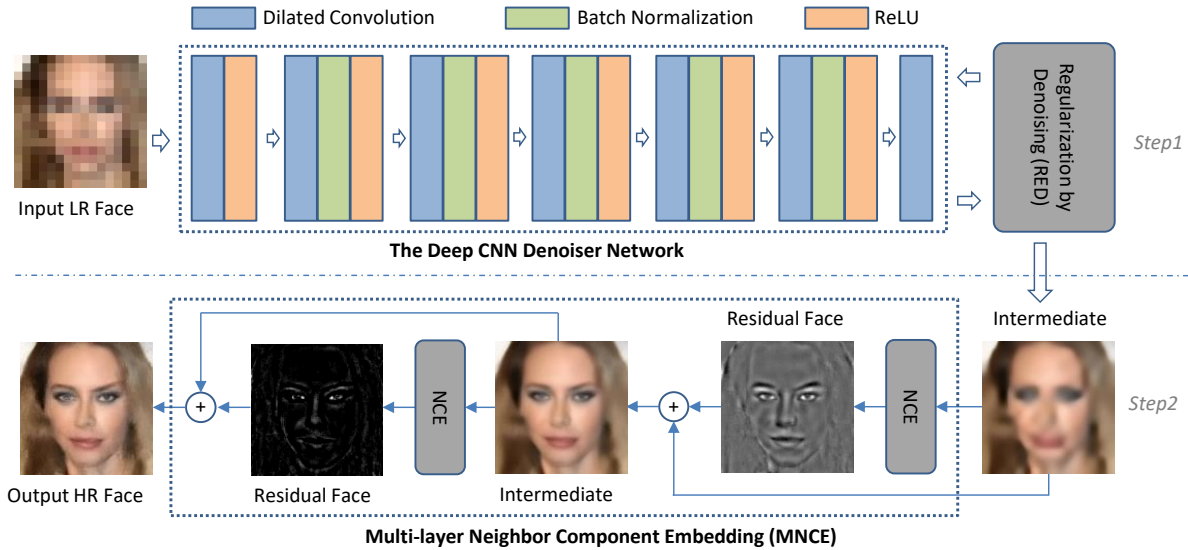 Dilated Convolution
Batch Normalization
ReLU
Input LR Face
Regularization by
Denoising (RED)
Step1
The Deep CNN Denoiser Network
Residual Face
Intermediate
NCE
NCE
+
+
Step2
Output HR Face
Residual Face
Intermediate
Multi-layer Neighbor Component Embedding (MNCE)